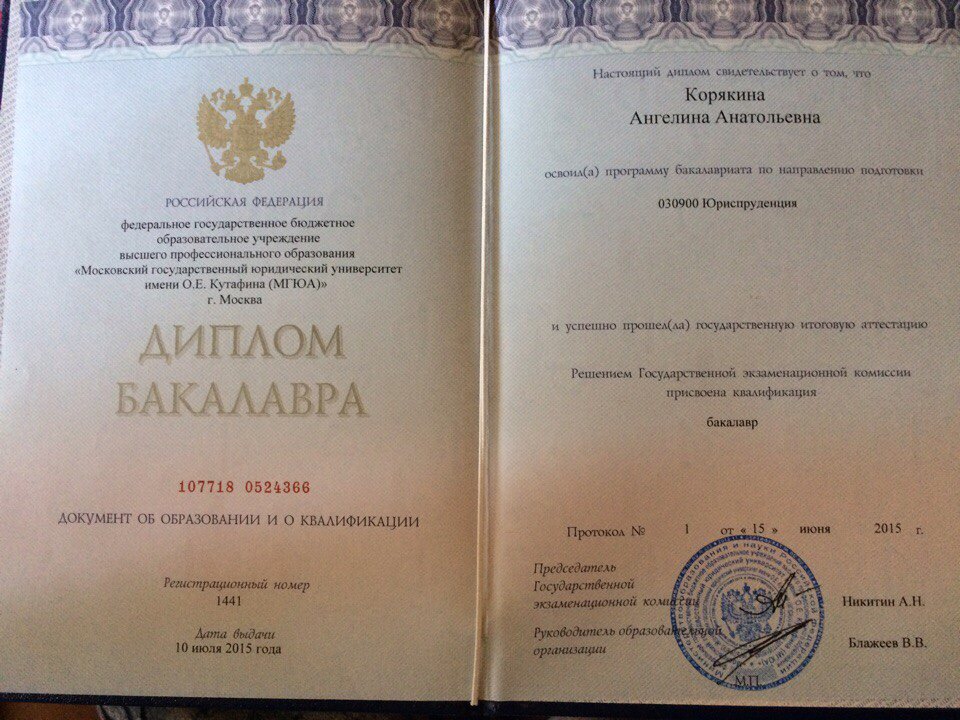 РОССИЙСКАЯ ФЕДЕРАЦИЯ
федеральное государственное бюджетное
образовательное учреждение
высшего профессионального образования
«Московский государственный юридический университет
имени О.Е. Кутафина (МГЮА)»
г. Москва
ДИПЛОМ
БАКАЛАВРА
107718 0524366
ДОКУМЕНТ ОБ ОБРАЗОВАНИИ И О КВАЛИФИКАЦИИ
Регистрационный номер
1441
Дата выдачи
10 июля 2015 года
Настоящий диплом свидетельствует о том, что
Корякина
Ангелина Анатольевна
освоил(а) программу бакалавриата по направлению подготовки
030900 Юриспруденция
и успешно прошел(ла) государственную итоговую аттестацию
Решением Государственной экзаменационной комиссии
присвоена квалификация
бакалавр
Протокол № 1 от « 15 » июня 2015 г.
Председатель
Государственной
экзаменационной комиссии Никитин А.Н.
Руководитель образовательной
организации Блажеев В.В.
М.П.